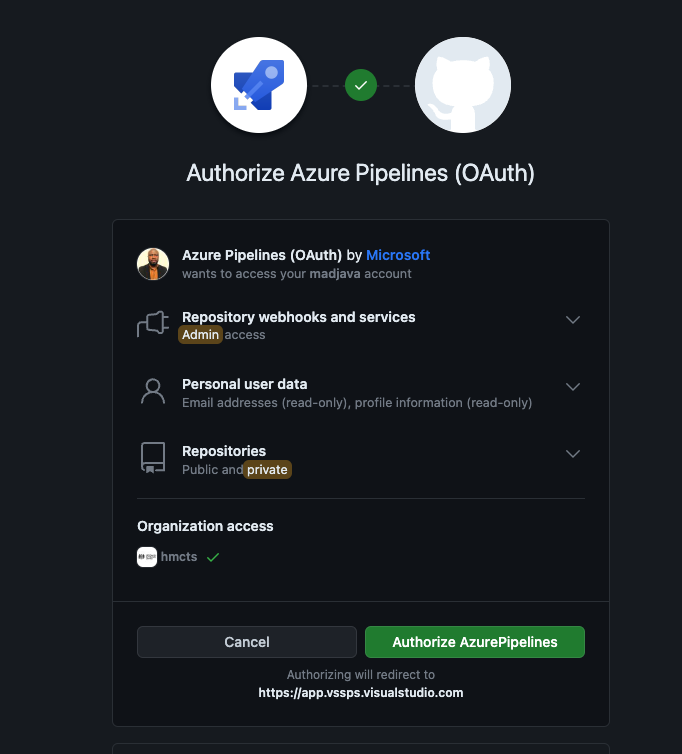 Authorize Azure Pipelines (OAuth)
Azure Pipelines (OAuth) by Microsoft
wants to access your madjava account
Repository webhooks and services
Admin access
Personal user data
Email addresses (read-only), profile information (read-only)
Repositories
Public and private
Organization access
hmcts
Cancel
Authorize AzurePipelines
Authorizing will redirect to
https://app.vssps.visualstudio.com